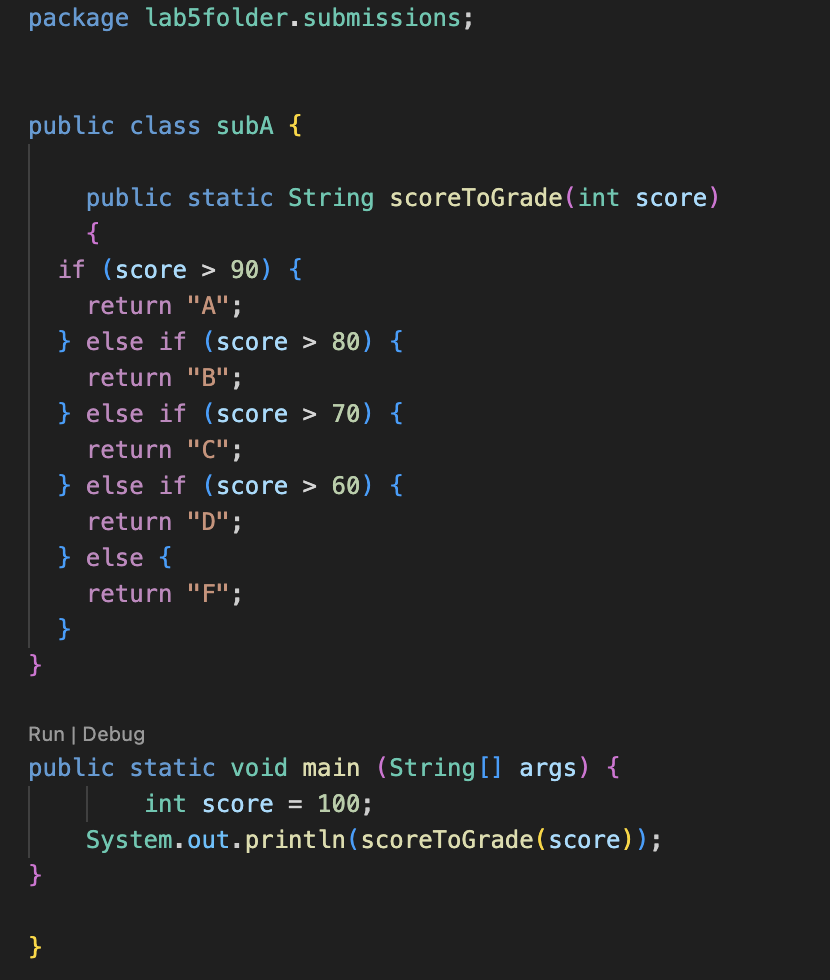 package lab5folder.submissions;
public class subA {
public static String scoreToGrade(int score)
{
if (score > 90) {
return "A";
} else if (score > 80) {
return "B";
} else if (score > 70) {
return "C";
} else if (score > 60) {
return "D";
} else {
return "F";
}
}
Run | Debug
public static void main (String[] args) {
int score = 100;
System.out.println(scoreToGrade(score));
}
}